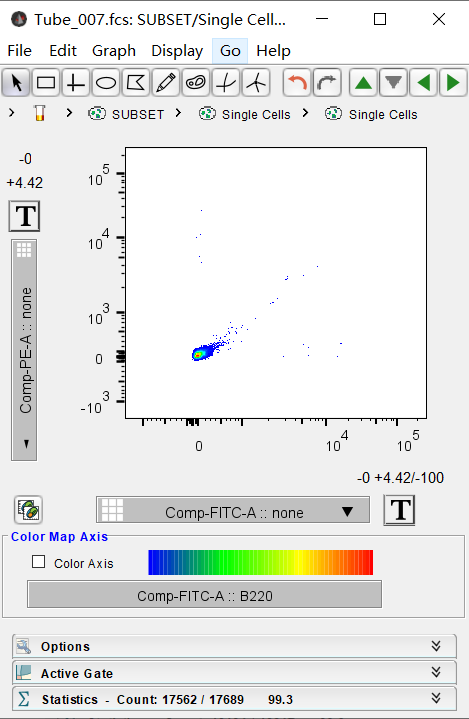 Tube_007.fcs: SUBSET/Single Cell...
File Edit Graph Display Go Help
T
> > SUBSET > Single Cells > Single Cells
-0
+4.42
T
Comp-PE-A :: none
10^5
10^4
10^3
0
-10^3
0 10^4 10^5
-0 +4.42/-100
Comp-FITC-A :: none
T
Color Map Axis
Color Axis
Comp-FITC-A :: B220
Options
Active Gate
Σ Statistics - Count: 17562 / 17689 99.3